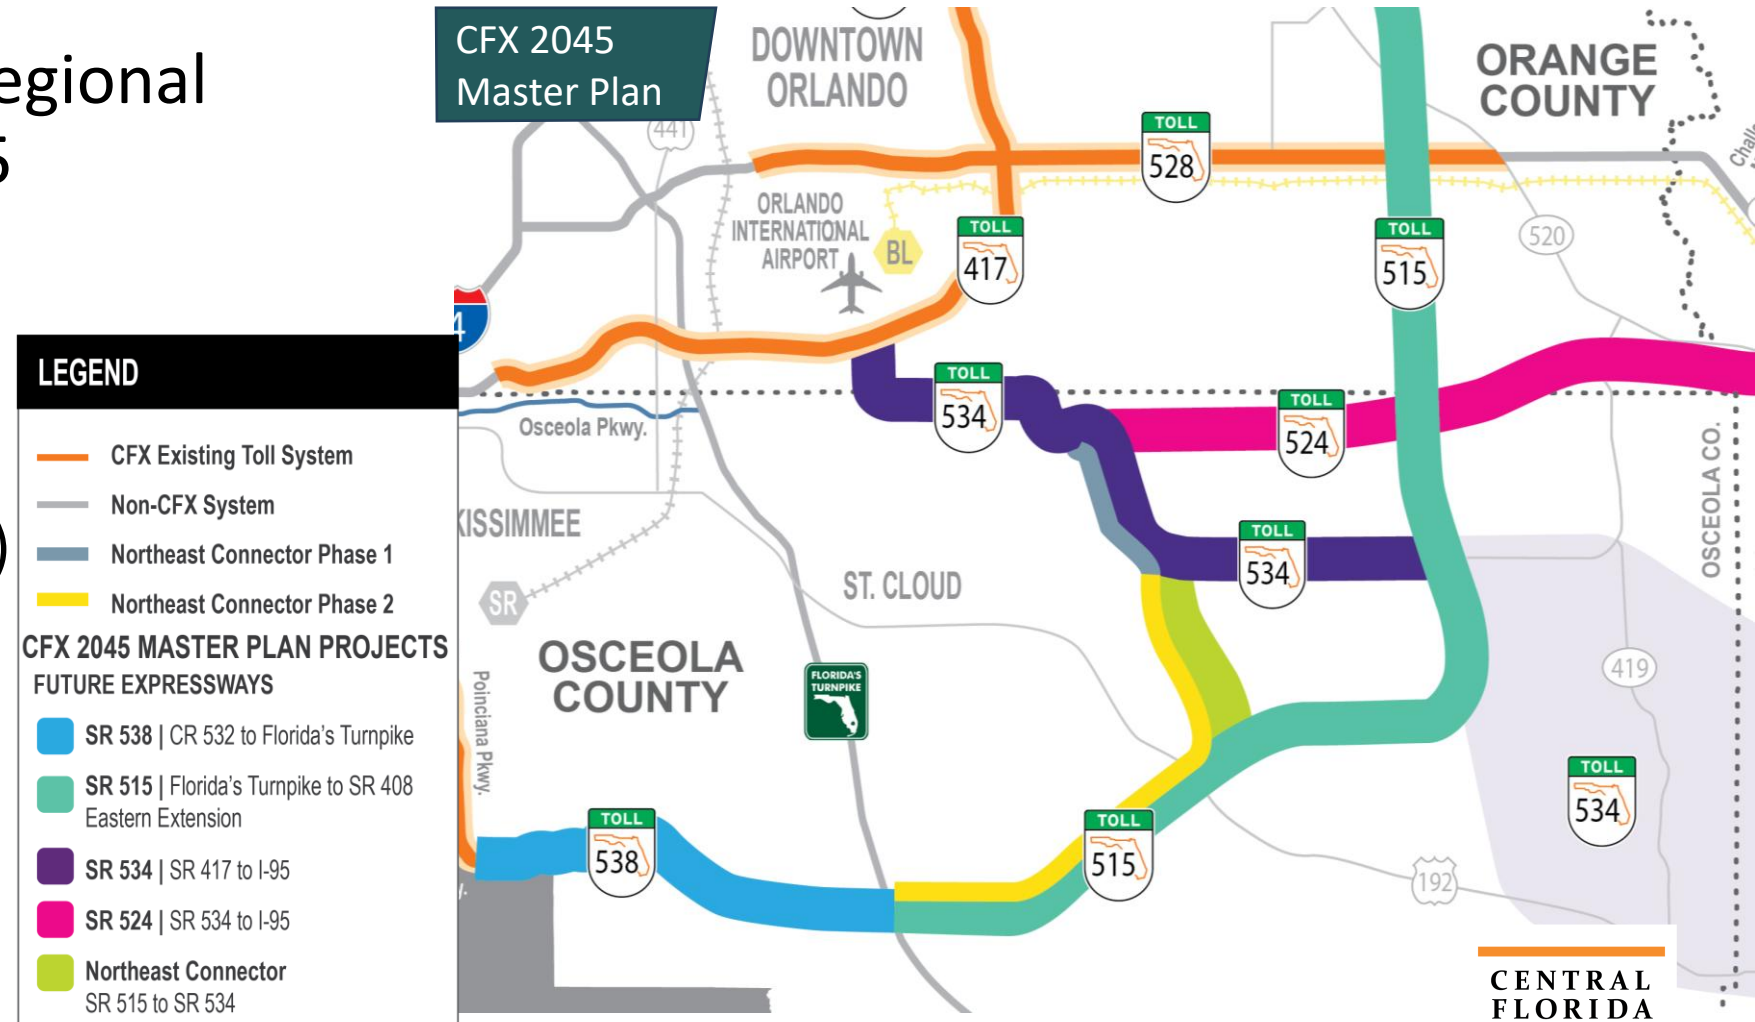 egional
5
)
CFX 2045
Master Plan
DOWNTOWN
ORLANDO
ORANGE
COUNTY
441
TOLL
528
ORLANDO
INTERNATIONAL
AIRPORT
BL
TOLL
417
TOLL
515
520
4
LEGEND
CFX Existing Toll System
Non-CFX System
Northeast Connector Phase 1
Northeast Connector Phase 2
CFX 2045 MASTER PLAN PROJECTS
FUTURE EXPRESSWAYS
SR 538 | CR 532 to Florida's Turnpike
SR 515 | Florida's Turnpike to SR 408
Eastern Extension
SR 534 | SR 417 to I-95
SR 524 | SR 534 to I-95
Northeast Connector
SR 515 to SR 534
Osceola Pkwy.
TOLL
534
TOLL
524
OSCEOLA CO.
KISSIMMEE
TOLL
534
SR
ST. CLOUD
OSCEOLA
COUNTY
FLORIDA'S
TURNPIKE
Poinciana Pkwy.
419
TOLL
534
TOLL
538
TOLL
515
192
CENTRAL
FLORIDA